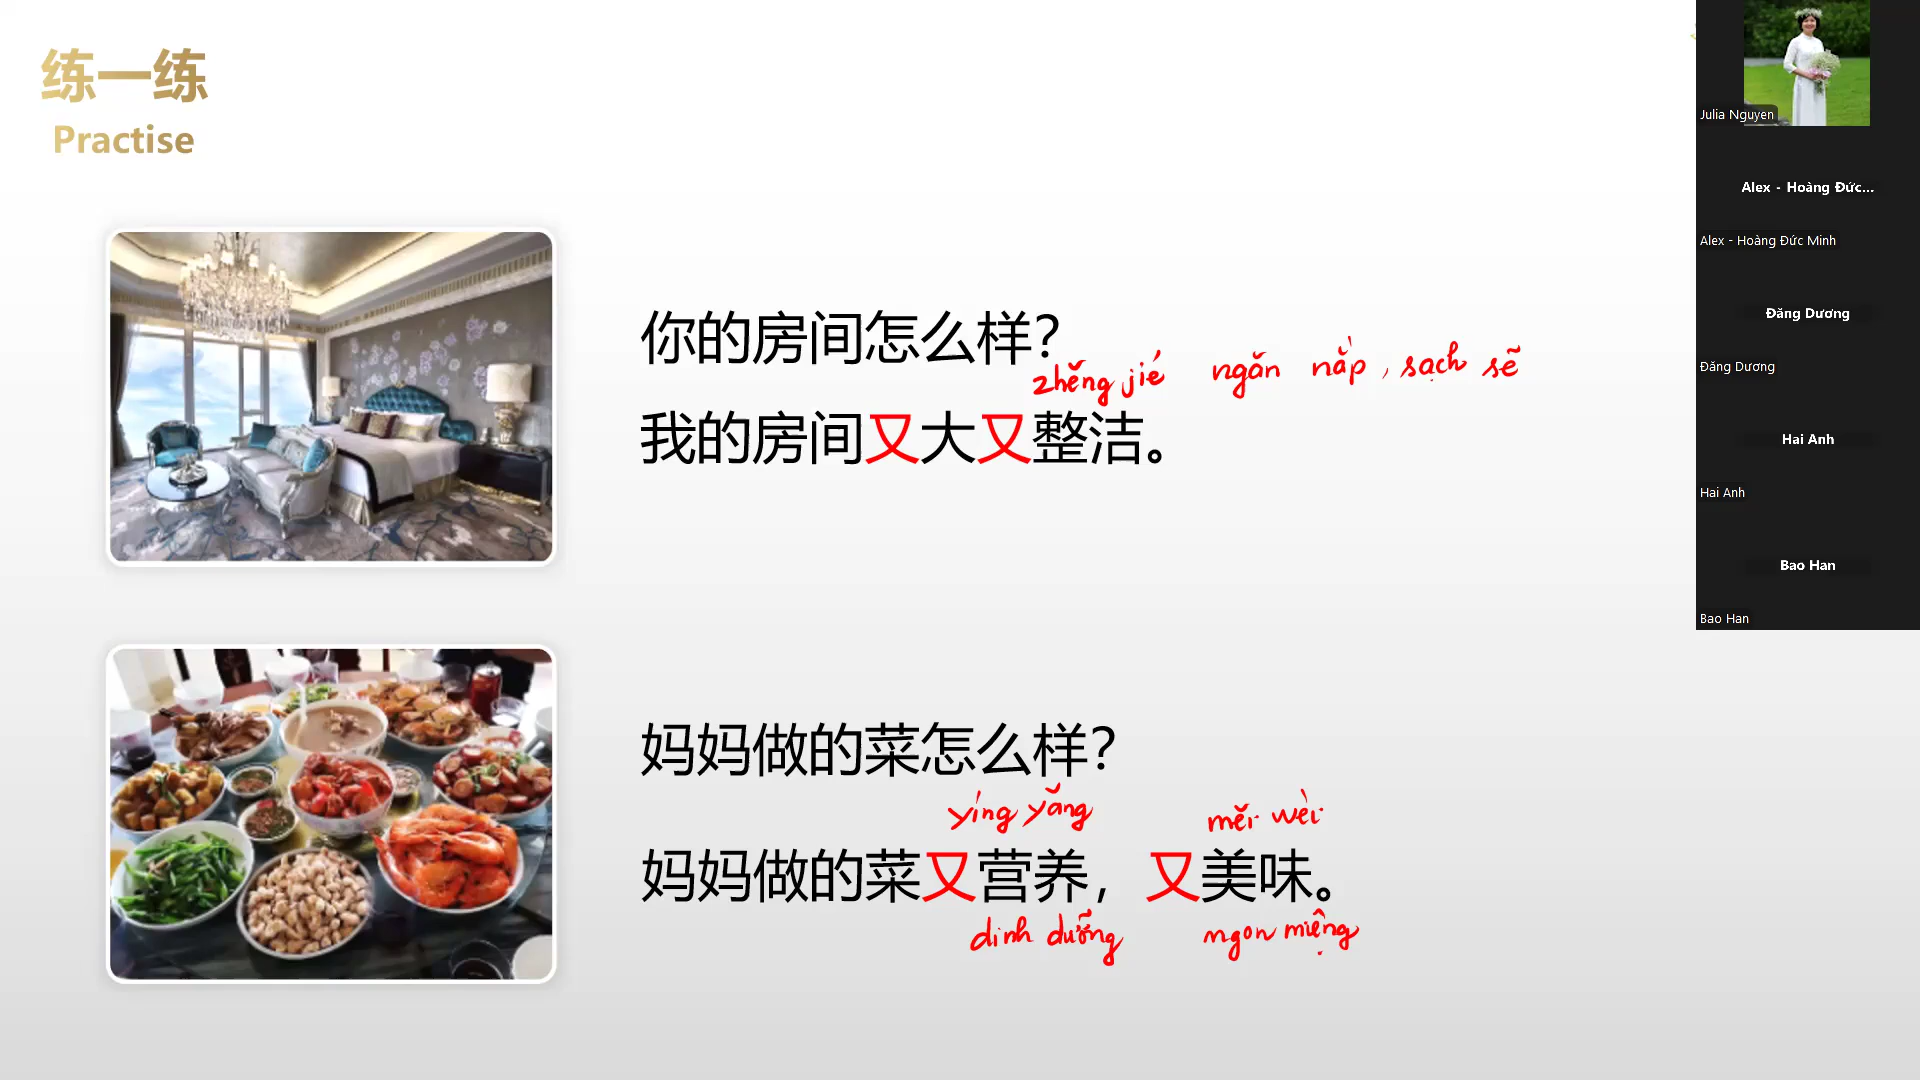 练一练
Practise
你的房间怎么样?
zhěng jié ngăn nắp, sạch sẽ
我的房间又大又整洁。
妈妈做的菜怎么样?
yíng yǎng měi wèi
妈妈做的菜又营养，又美味。
dinh dưỡng ngon miệng
Julia Nguyen
Alex - Hoàng Đức...
Alex - Hoàng Đức Minh
Đăng Dương
Đăng Dương
Hai Anh
Hai Anh
Bao Han
Bao Han